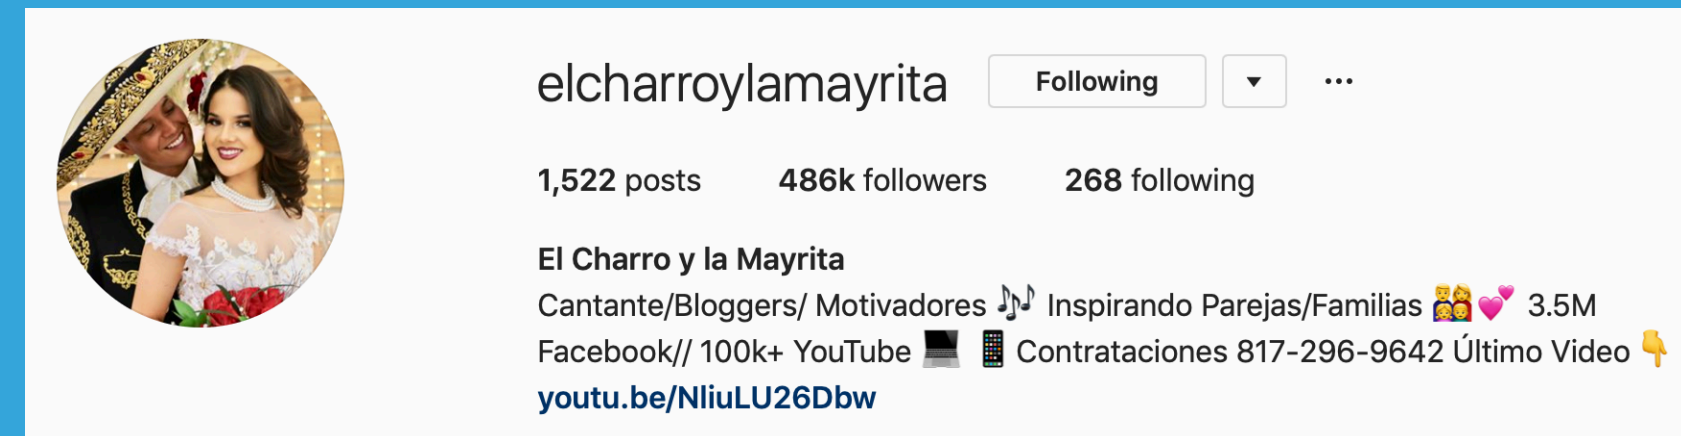 elcharroylamayrita Following ▼ •••
1,522 posts 486k followers 268 following
El Charro y la Mayrita
Cantante/Bloggers/ Motivadores 🎶 Inspirando Parejas/Familias 👨‍👩‍👧‍👦💕 3.5M
Facebook// 100k+ YouTube 💻 📱 Contrataciones 817-296-9642 Último Video 👇
youtu.be/NliuLU26Dbw